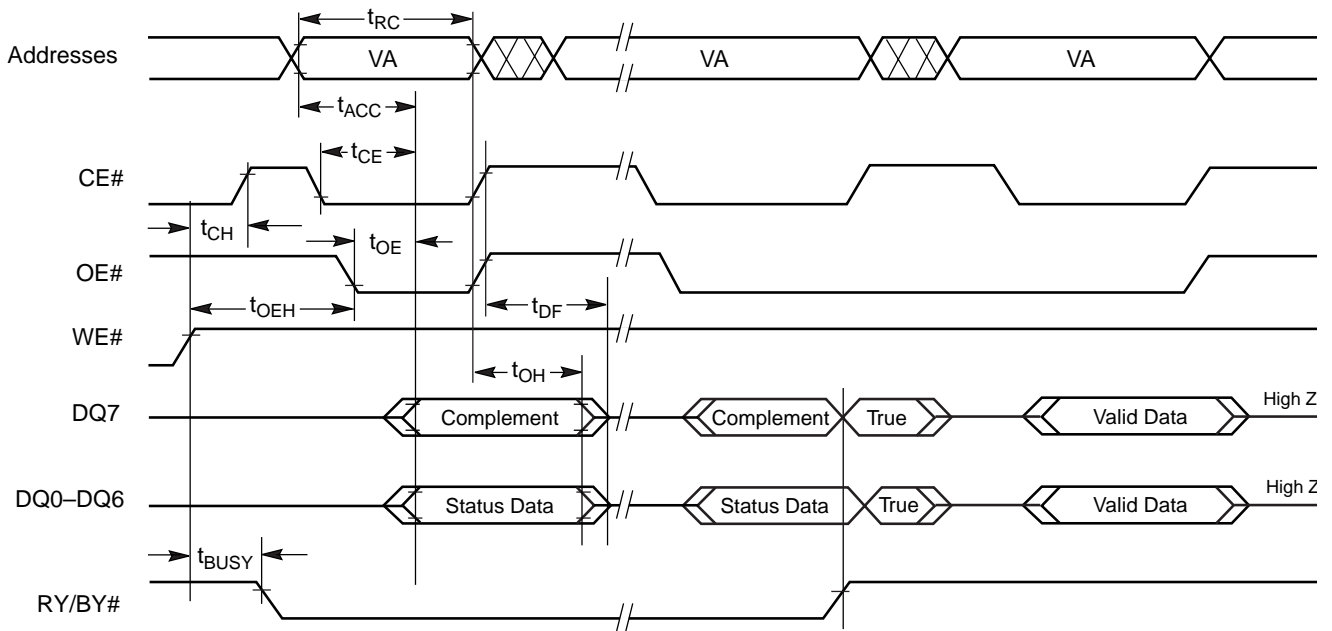 tRC
Addresses VA VA VA
tACC
tCE
CE#
tCH tOE
OE#
tOEH tDF
WE#
tOH
DQ7 Complement Complement True Valid Data High Z
DQ0–DQ6 Status Data Status Data True Valid Data High Z
tBUSY
RY/BY#